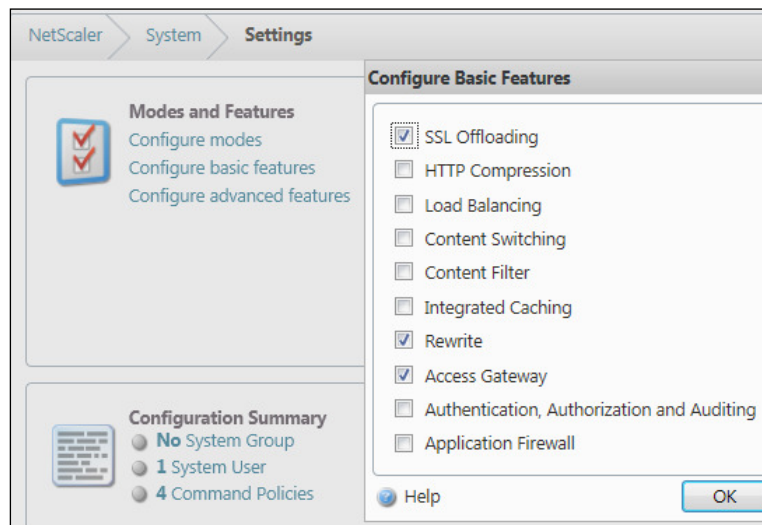 NetScaler System Settings
Modes and Features
Configure modes
Configure basic features
Configure advanced features
Configuration Summary
No System Group
1 System User
4 Command Policies
Configure Basic Features
SSL Offloading
HTTP Compression
Load Balancing
Content Switching
Content Filter
Integrated Caching
Rewrite
Access Gateway
Authentication, Authorization and Auditing
Application Firewall
Help OK